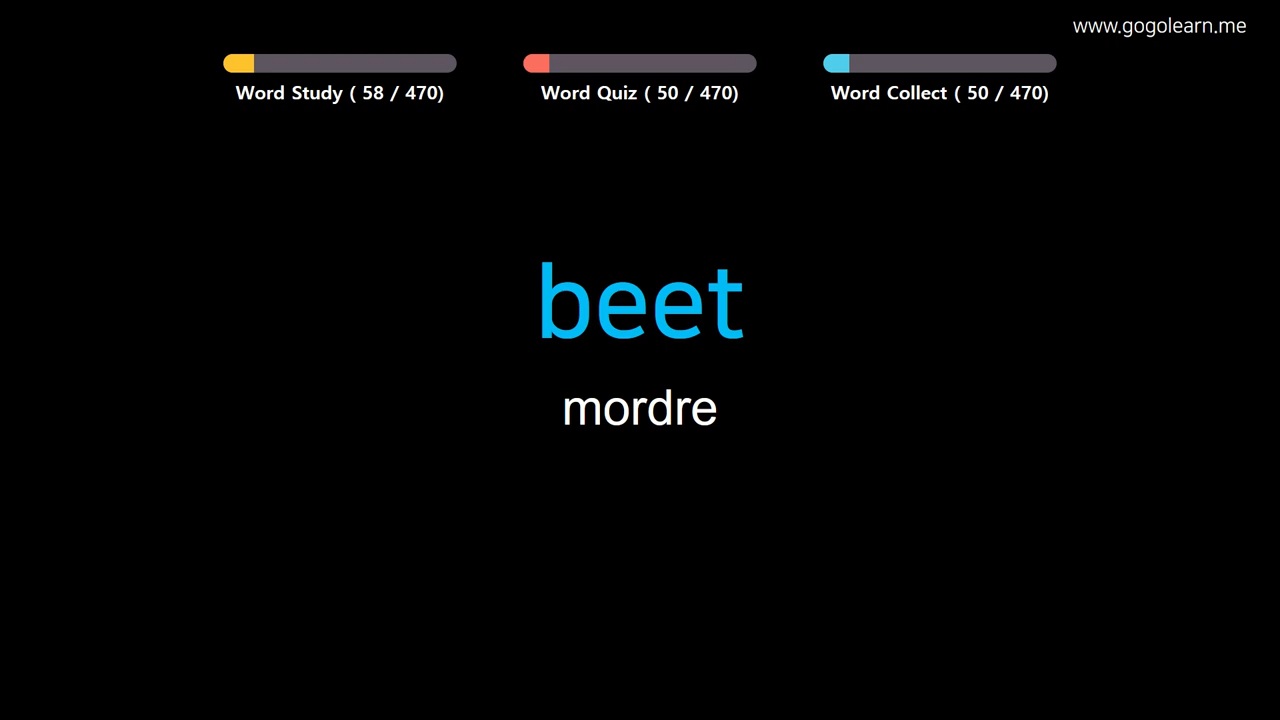 www.gogolearn.me
Word Study ( 58 / 470)
Word Quiz ( 50 / 470)
Word Collect ( 50 / 470)
beet
mordre